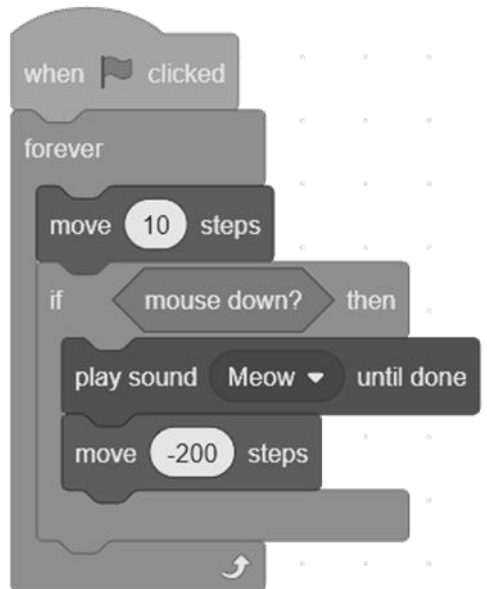 when clicked
forever
move 10 steps
if mouse down? then
play sound Meow until done
move -200 steps